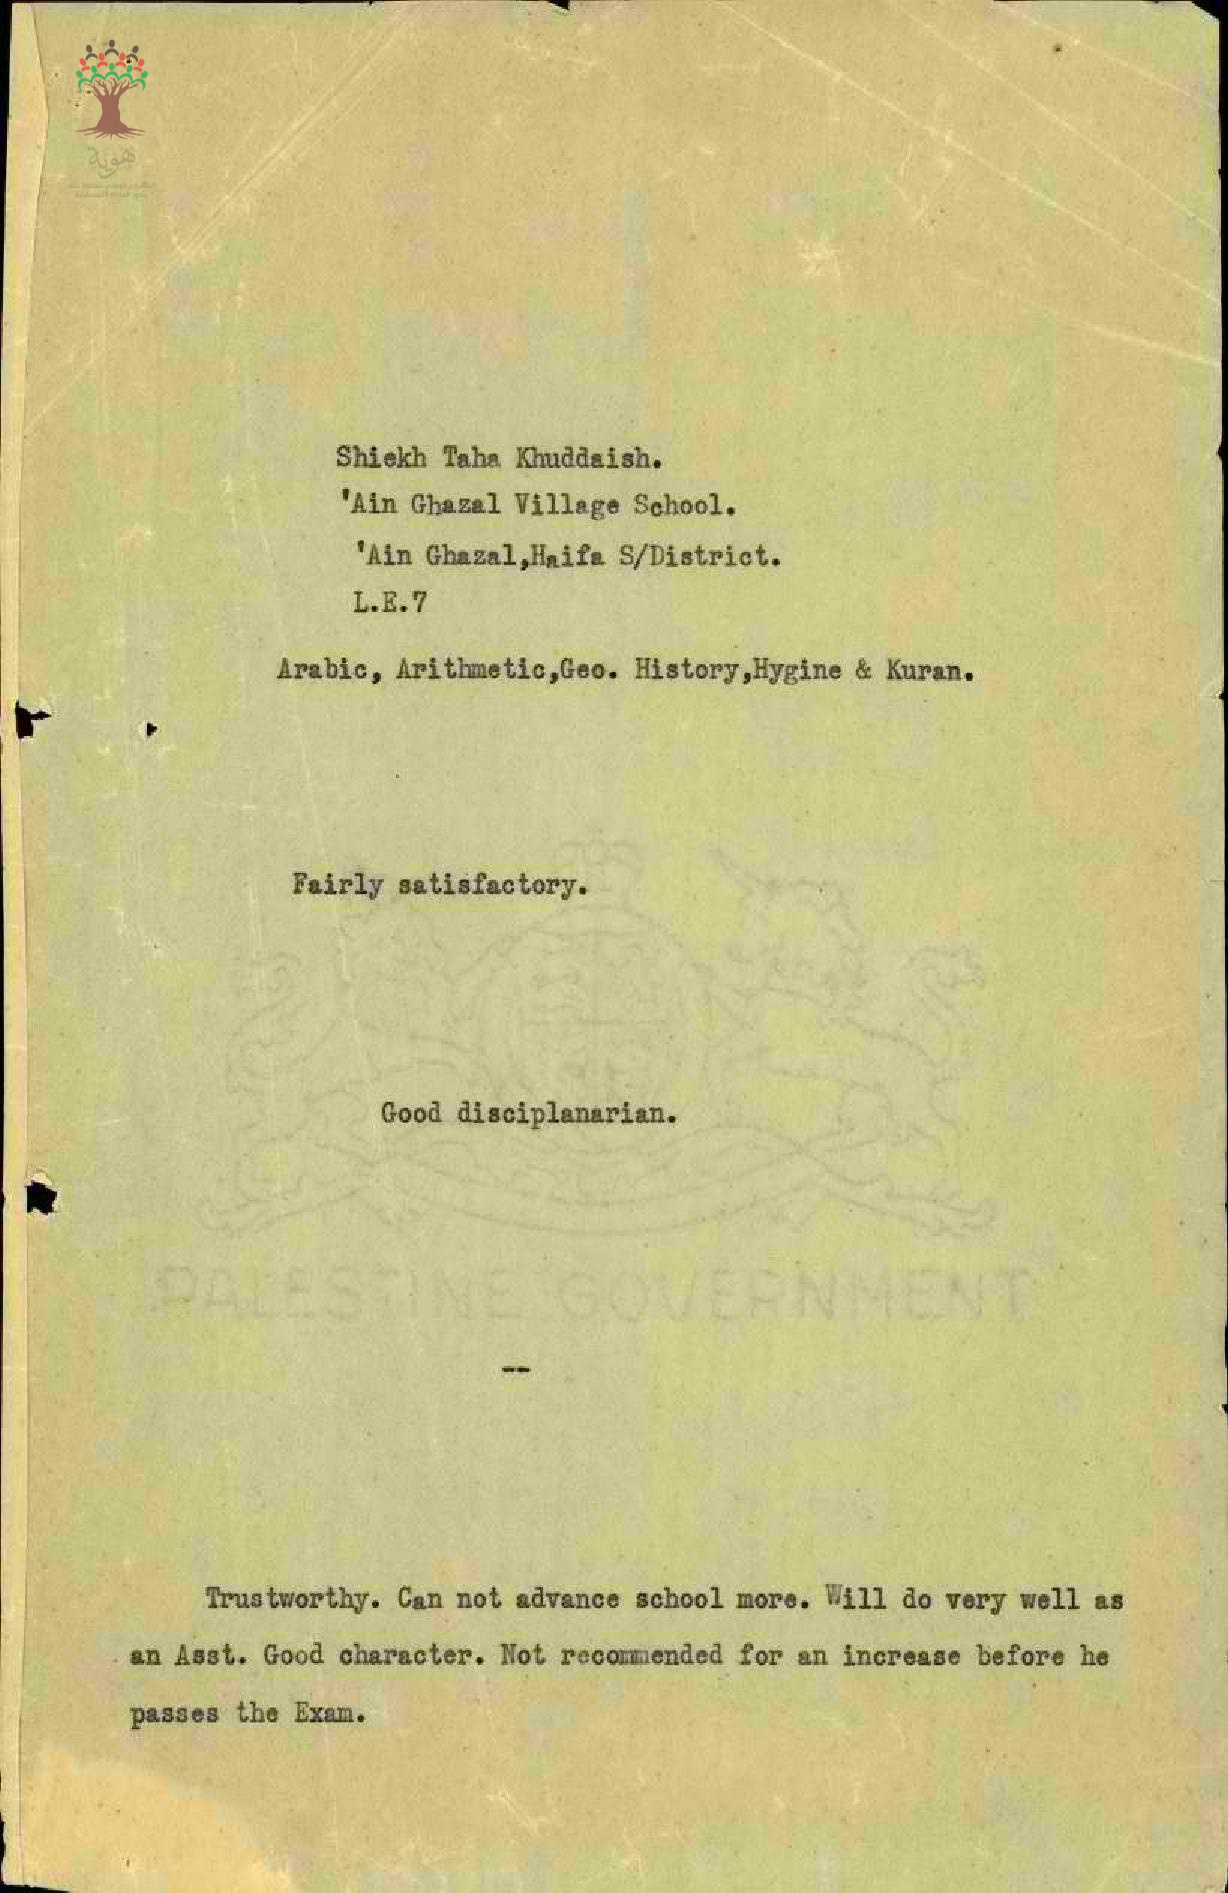 هوية
Shiekh Taha Khuddaish.
'Ain Ghazal Village School.
'Ain Ghazal,Haifa S/District.
L.E.7
Arabic, Arithmetic,Geo. History,Hygine & Kuran.
Fairly satisfactory.
Good disciplanarian.
PALESTINE GOVERNMENT
--
Trustworthy. Can not advance school more. Will do very well as
an Asst. Good character. Not recommended for an increase before he
passes the Exam.